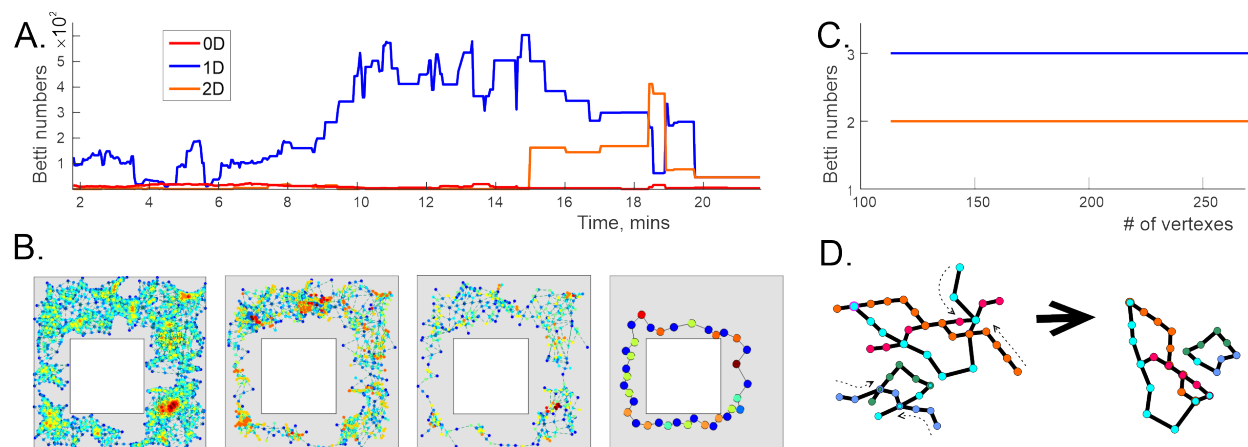 A.
Betti numbers
×10²
5
4
3
2
1
0D
1D
2D
2
4
6
8
10
12
14
16
18
20
Time, mins
B.
C.
Betti numbers
3
2
1
100
150
200
250
# of vertexes
D.